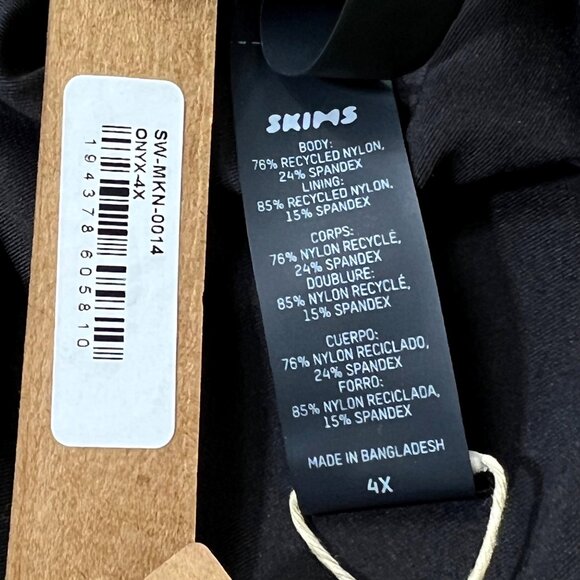 SW-MKN-0014
ONYX-4X
194378 605810
SKIMS
BODY:
76% RECYCLED NYLON,
24% SPANDEX
LINING:
85% RECYCLED NYLON,
15% SPANDEX
CORPS:
76% NYLON RECYCLÉ,
24% SPANDEX
DOUBLURE:
85% NYLON RECYCLÉ,
15% SPANDEX
CUERPO:
76% NYLON RECICLADO,
24% SPANDEX
FORRO:
85% NYLON RECICLADA,
15% SPANDEX
MADE IN BANGLADESH
4X